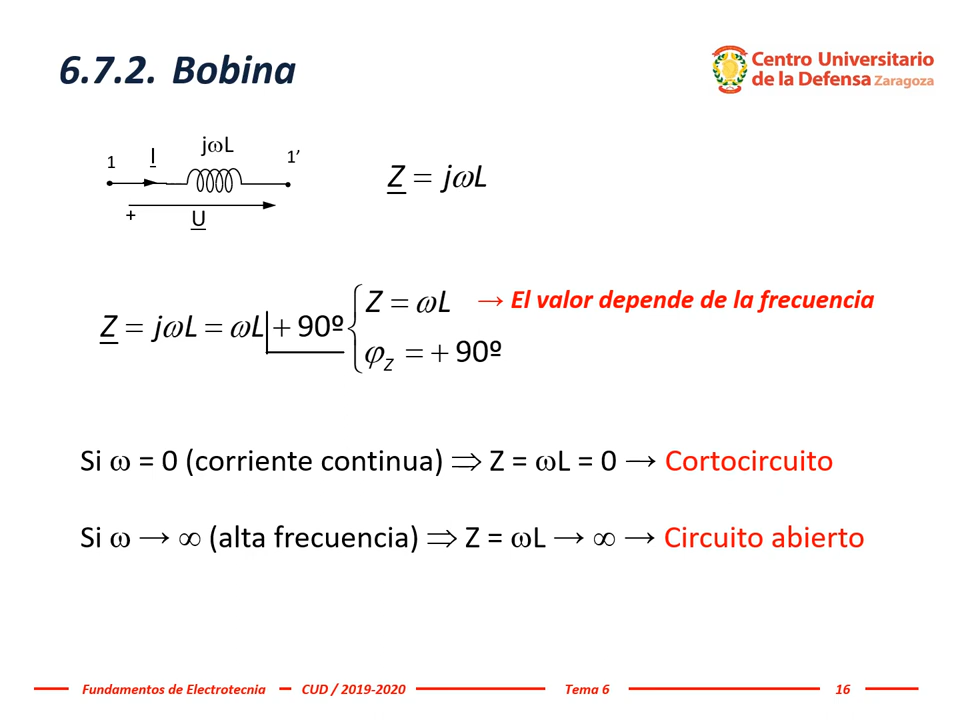 6.7.2. Bobina
Centro Universitario
de la Defensa Zaragoza
jωL
1 I 1’
+ U
Z = jωL
Z = jωL = ωL + 90º
Z = ωL → El valor depende de la frecuencia
φZ = + 90º
Si ω = 0 (corriente continua) ⇒ Z = ωL = 0 → Cortocircuito
Si ω → ∞ (alta frecuencia) ⇒ Z = ωL → ∞ → Circuito abierto
Fundamentos de Electrotecnia CUD / 2019-2020 Tema 6 16